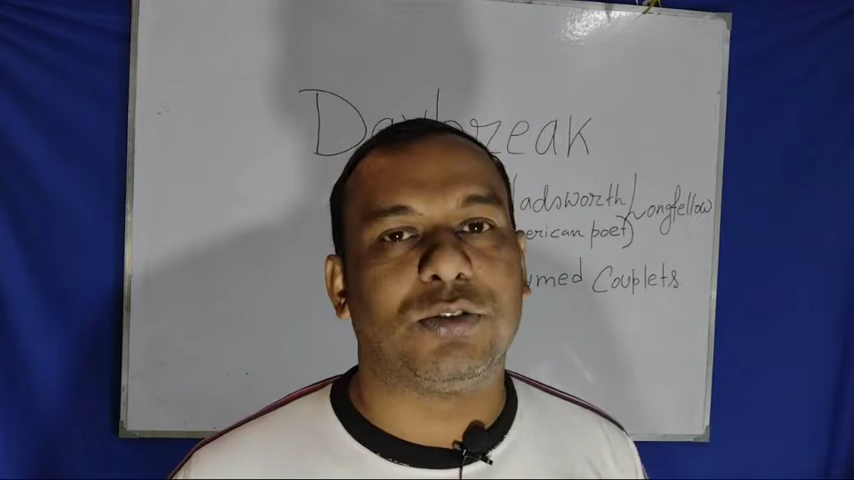 Daybreak
adsworth Longfellow
erican poet)
umed Couplets